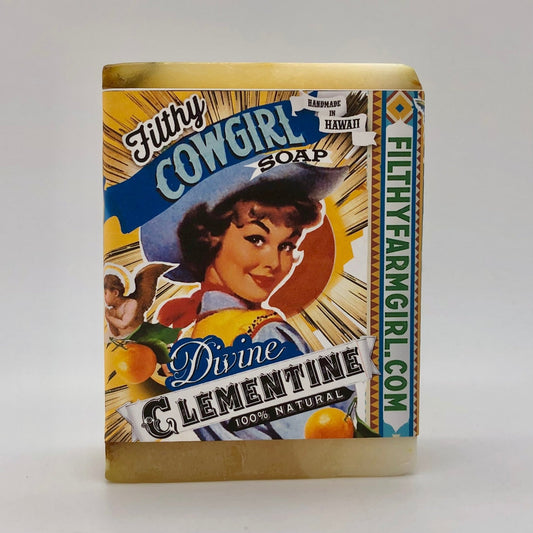 Filthy
COWGIRL
SOAP
HANDMADE
IN
HAWAII
Divine
CLEMENTINE
100% NATURAL
FILTHYFARMGIRL.COM